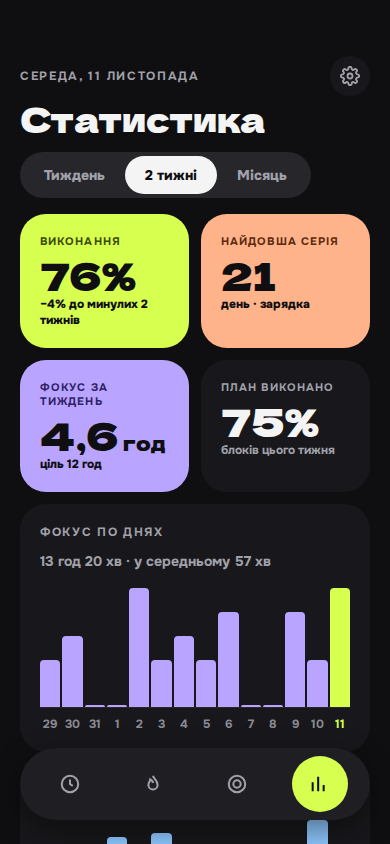 СЕРЕДА, 11 ЛИСТОПАДА
Статистика
Тиждень 2 тижні Місяць
ВИКОНАННЯ
76%
−4% до минулих 2
тижнів
НАЙДОВША СЕРІЯ
21
день · зарядка
ФОКУС ЗА
ТИЖДЕНЬ
4,6 год
ціль 12 год
ПЛАН ВИКОНАНО
75%
блоків цього тижня
ФОКУС ПО ДНЯХ
13 год 20 хв · у середньому 57 хв
29 30 31 1 2 3 4 5 6 7 8 9 10 11